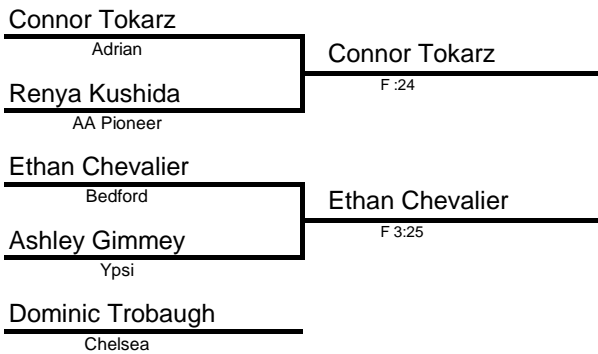 Connor Tokarz
Adrian
Connor Tokarz
F :24
Renya Kushida
AA Pioneer
Ethan Chevalier
Bedford
Ethan Chevalier
F 3:25
Ashley Gimmey
Ypsi
Dominic Trobaugh
Chelsea